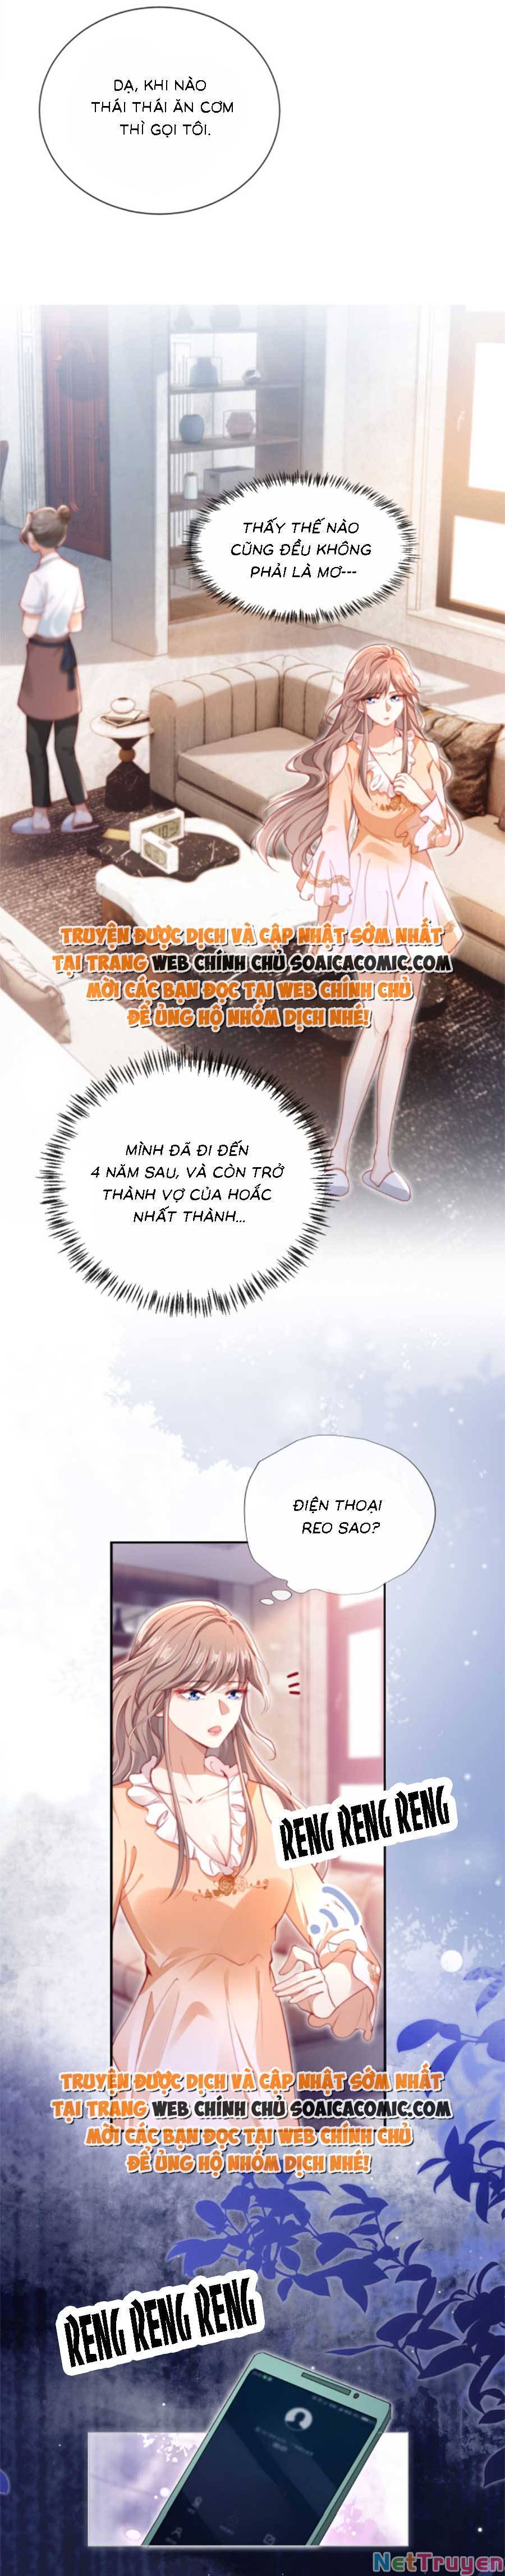 DẠ, KHI NÀO
THÁI THÁI ĂN CƠM
THÌ GỌI TÔI.
THẤY THẾ NÀO
CŨNG ĐỀU KHÔNG
PHẢI LÀ MƠ---
TRUYỆN ĐƯỢC DỊCH VÀ CẬP NHẬT SỚM NHẤT
TẠI TRANG WEB CHÍNH CHỦ SOAICACOMIC.COM
MỜI CÁC BẠN ĐỌC TẠI WEB CHÍNH CHỦ
ĐỂ ỦNG HỘ NHÓM DỊCH NHÉ!
MÌNH ĐÃ ĐI ĐẾN
4 NĂM SAU, VÀ CÒN TRỞ
THÀNH VỢ CỦA HOẮC
NHẤT THÀNH...
ĐIỆN THOẠI
REO SAO?
RENG RENG RENG
TRUYỆN ĐƯỢC DỊCH VÀ CẬP NHẬT SỚM NHẤT
TẠI TRANG WEB CHÍNH CHỦ SOAICACOMIC.COM
MỜI CÁC BẠN ĐỌC TẠI WEB CHÍNH CHỦ
ĐỂ ỦNG HỘ NHÓM DỊCH NHÉ!
RENG RENG RENG
NetTruyen